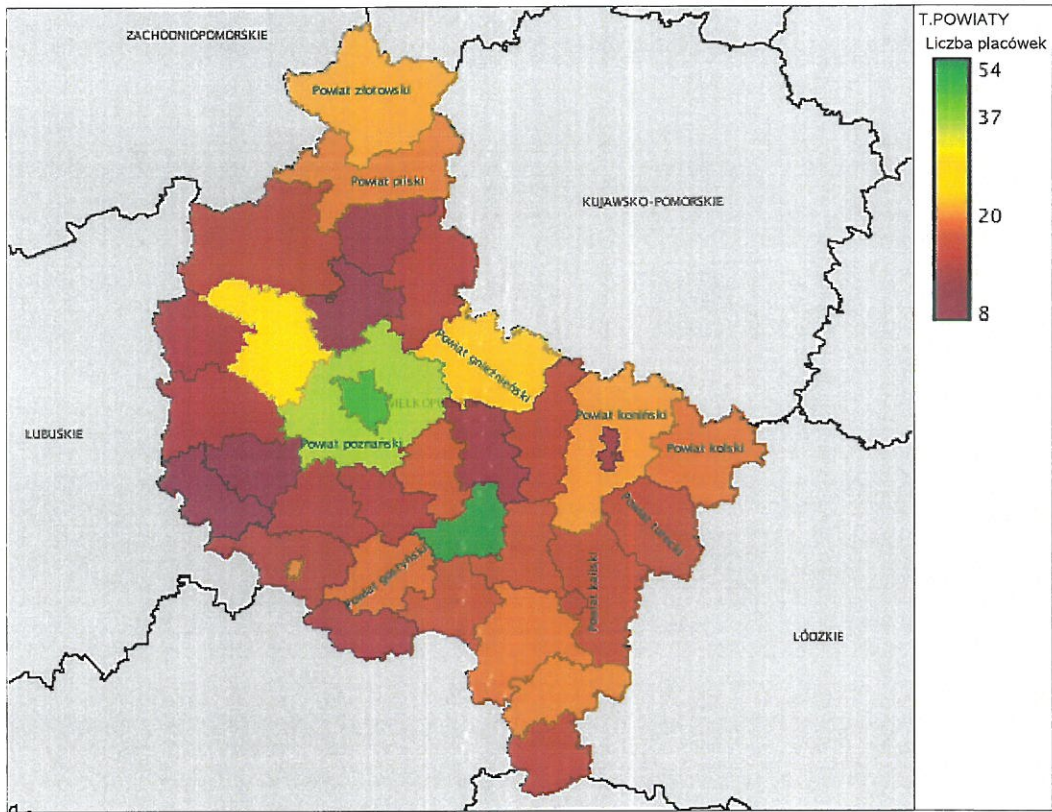 ZACHODNIOPOMORSKIE
T.POWIATY
Liczba placówek
54
37
20
8
Powiat złotowski
Powiat pilski
KUJAWSKO-POMORSKIE
Powiat gnieźnieński
WIELKOPO
Powiat koniński
LUBUSKIE
Powiat poznański
Powiat kolski
Powiat turecki
Powiat gostyński
Powiat kaliski
ŁÓDZKIE